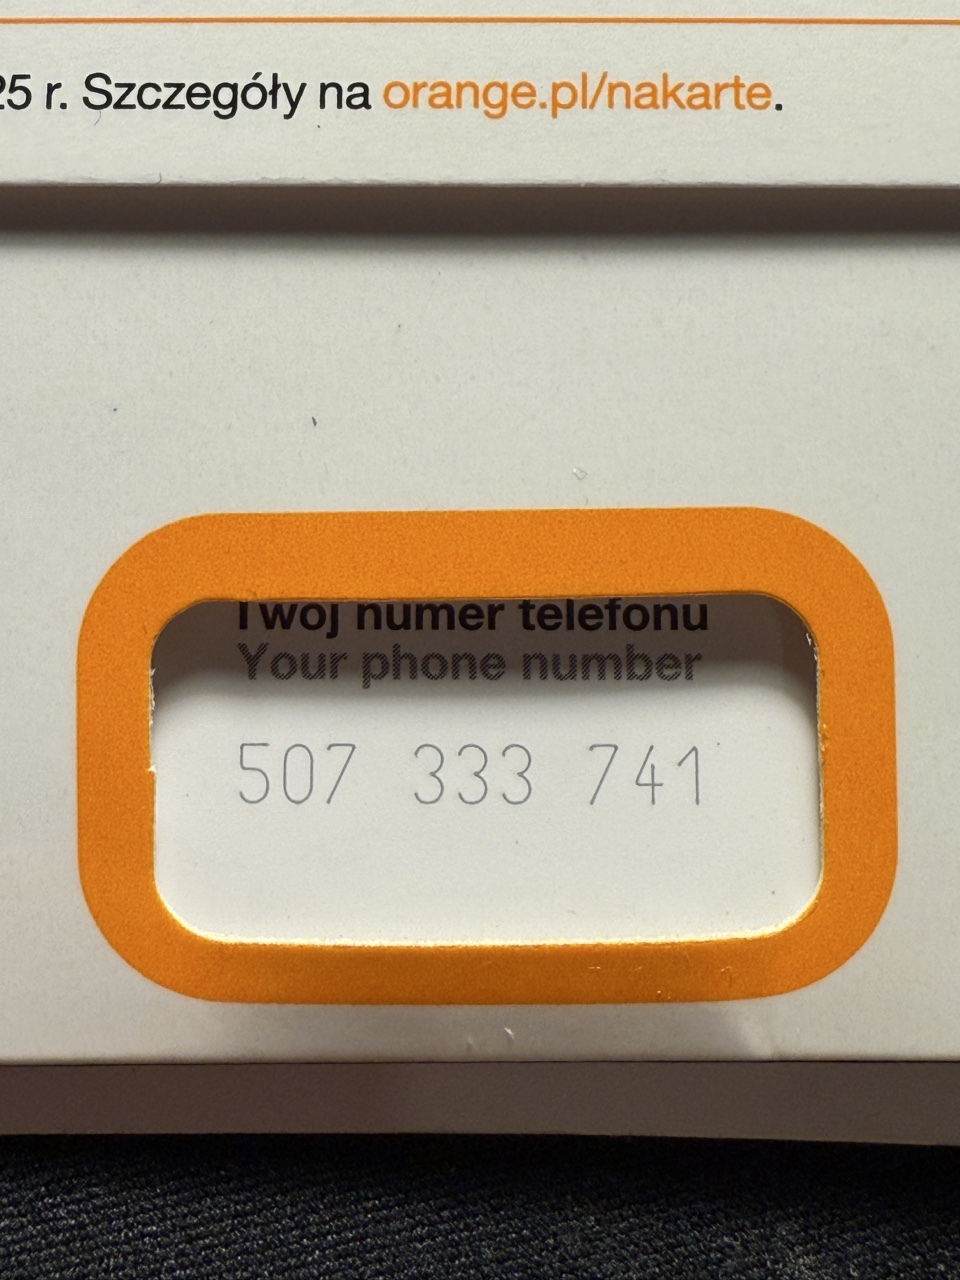 25 r. Szczegóły na orange.pl/nakarte.
Twój numer telefonu
Your phone number
507 333 741